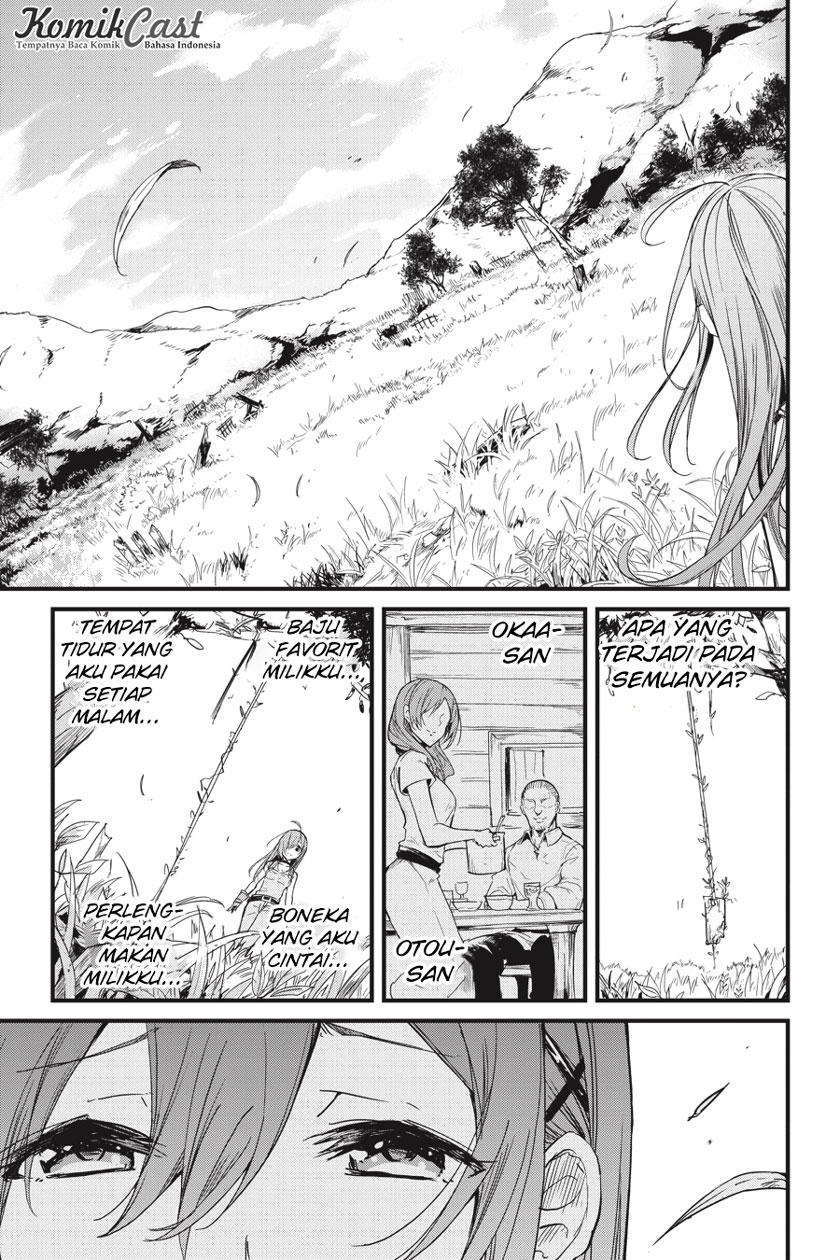 KomikCast
Tempatnya Baca Komik Bahasa Indonesia
APA YANG
TERJADI PADA
SEMUANYA?
OKAA-
SAN
OTOU-
SAN
BAJU
FAVORIT
MILIKKU...
TEMPAT
TIDUR YANG
AKU PAKAI
SETIAP
MALAM...
BONEKA
YANG AKU
CINTAI...
PERLENG-
KAPAN
MAKAN
MILIKKU...